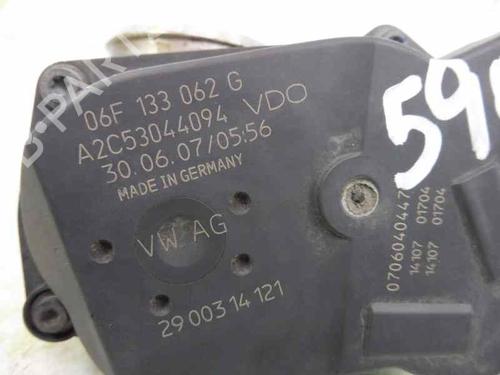 06F 133 062 G
A2C53044094 VDO
30.06.07/05:56
MADE IN GERMANY
VW AG
29 003 14 121
59
14107 01704
14107 01704
B-PARTS